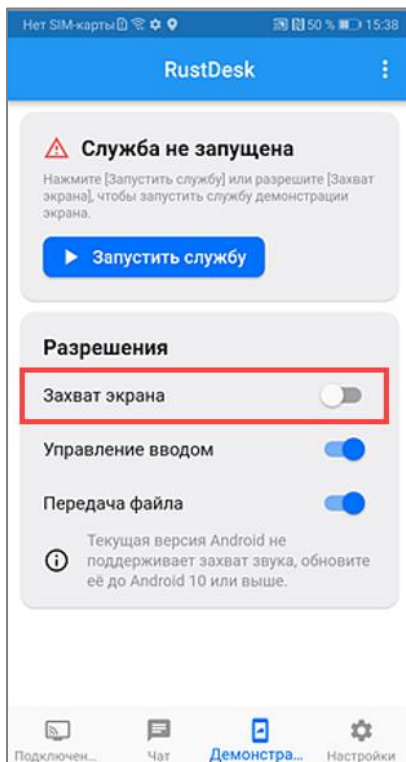 Нет SIM-карты 50 % 15:38
RustDesk
Служба не запущена
Нажмите [Запустить службу] или разрешите [Захват
экрана], чтобы запустить службу демонстрации
экрана.
Запустить службу
Разрешения
Захват экрана
Управление вводом
Передача файла
Текущая версия Android не
поддерживает захват звука, обновите
её до Android 10 или выше.
Подключен... Чат Демонстра... Настройки